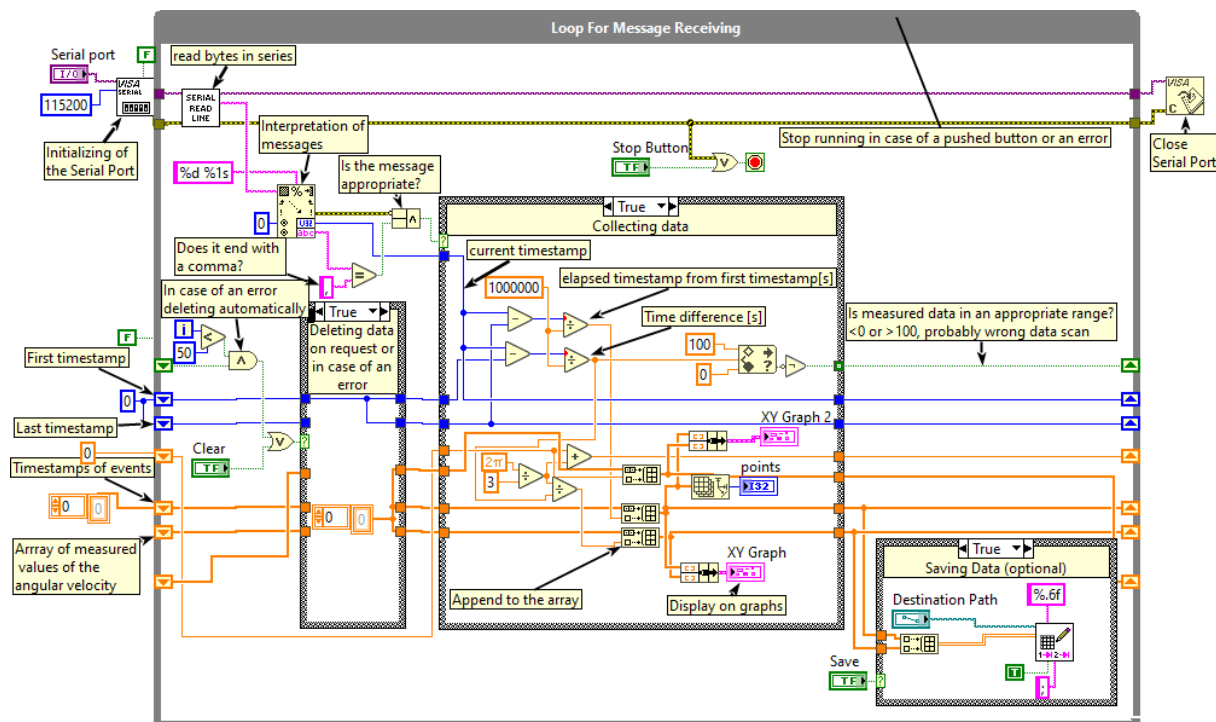 Loop For Message Receiving
Serial port
F
read bytes in series
I/O
VISA
SERIAL
115200
SERIAL
READ
LINE
VISA
C
Initializing of
the Serial Port
Interpretation of
messages
Stop running in case of a pushed button or an error
Close
Serial Port
Stop Button
TF
V
%d %1s
Is the message
appropriate?
%
U32
abc
0
True
Collecting data
Does it end with
a comma?
,
=
?
current timestamp
In case of an error
deleting automatically
True
1000000
elapsed timestamp from first timestamp[s]
Is measured data in an appropriate range?
<0 or >100, probably wrong data scan
Time difference [s]
Deleting data
on request or
in case of an
error
F
i
50
<
100
0
?
First timestamp
0
Last timestamp
Clear
TF
V
?
XY Graph 2
0
Timestamps of events
2π
3
÷
÷
+
points
I32
0
0
0
0
Arrray of measured
values of the
angular velocity
XY Graph
True
Saving Data (optional)
Append to the array
Display on graphs
%.6f
Destination Path
Save
TF
?
T
1
2
;